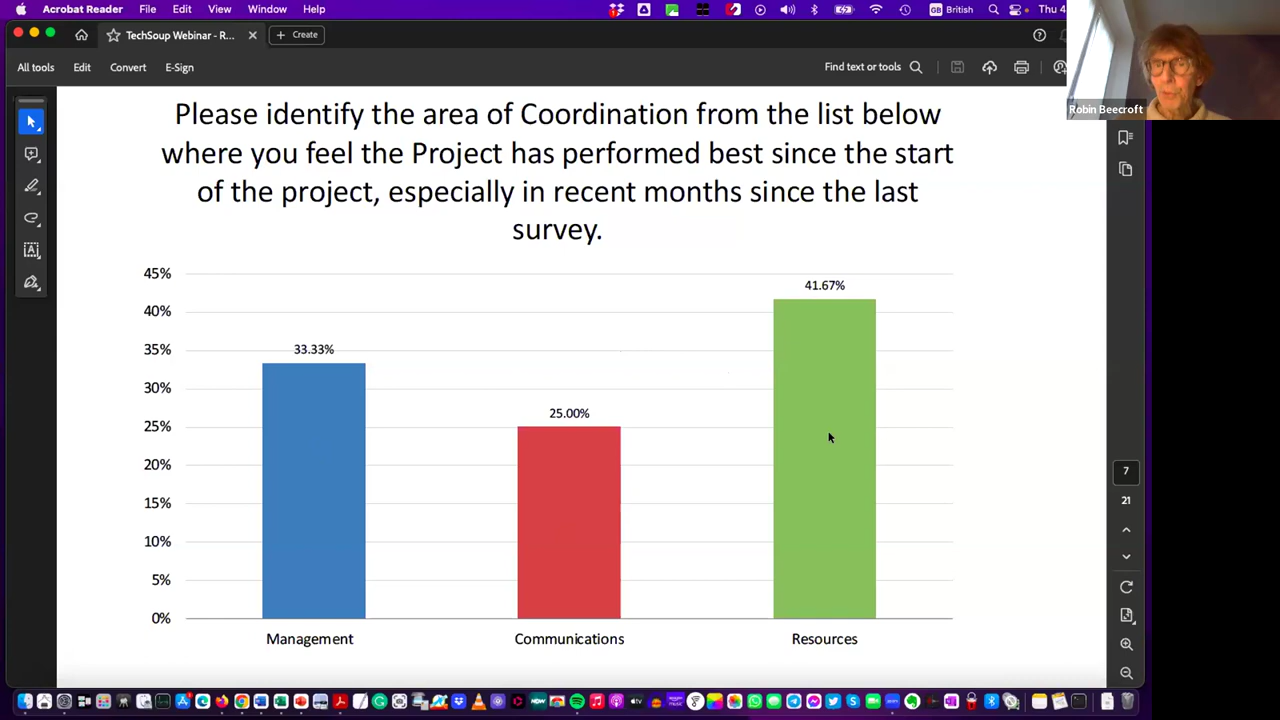 Acrobat Reader File Edit View Window Help British Thu 4
TechSoup Webinar - R... Create
All tools Edit Convert E-Sign Find text or tools
Robin Beecroft
Please identify the area of Coordination from the list below
where you feel the Project has performed best since the start
of the project, especially in recent months since the last
survey.
45%
40%
35%
30%
25%
20%
15%
10%
5%
0%
33.33%
25.00%
41.67%
Management Communications Resources
7
21